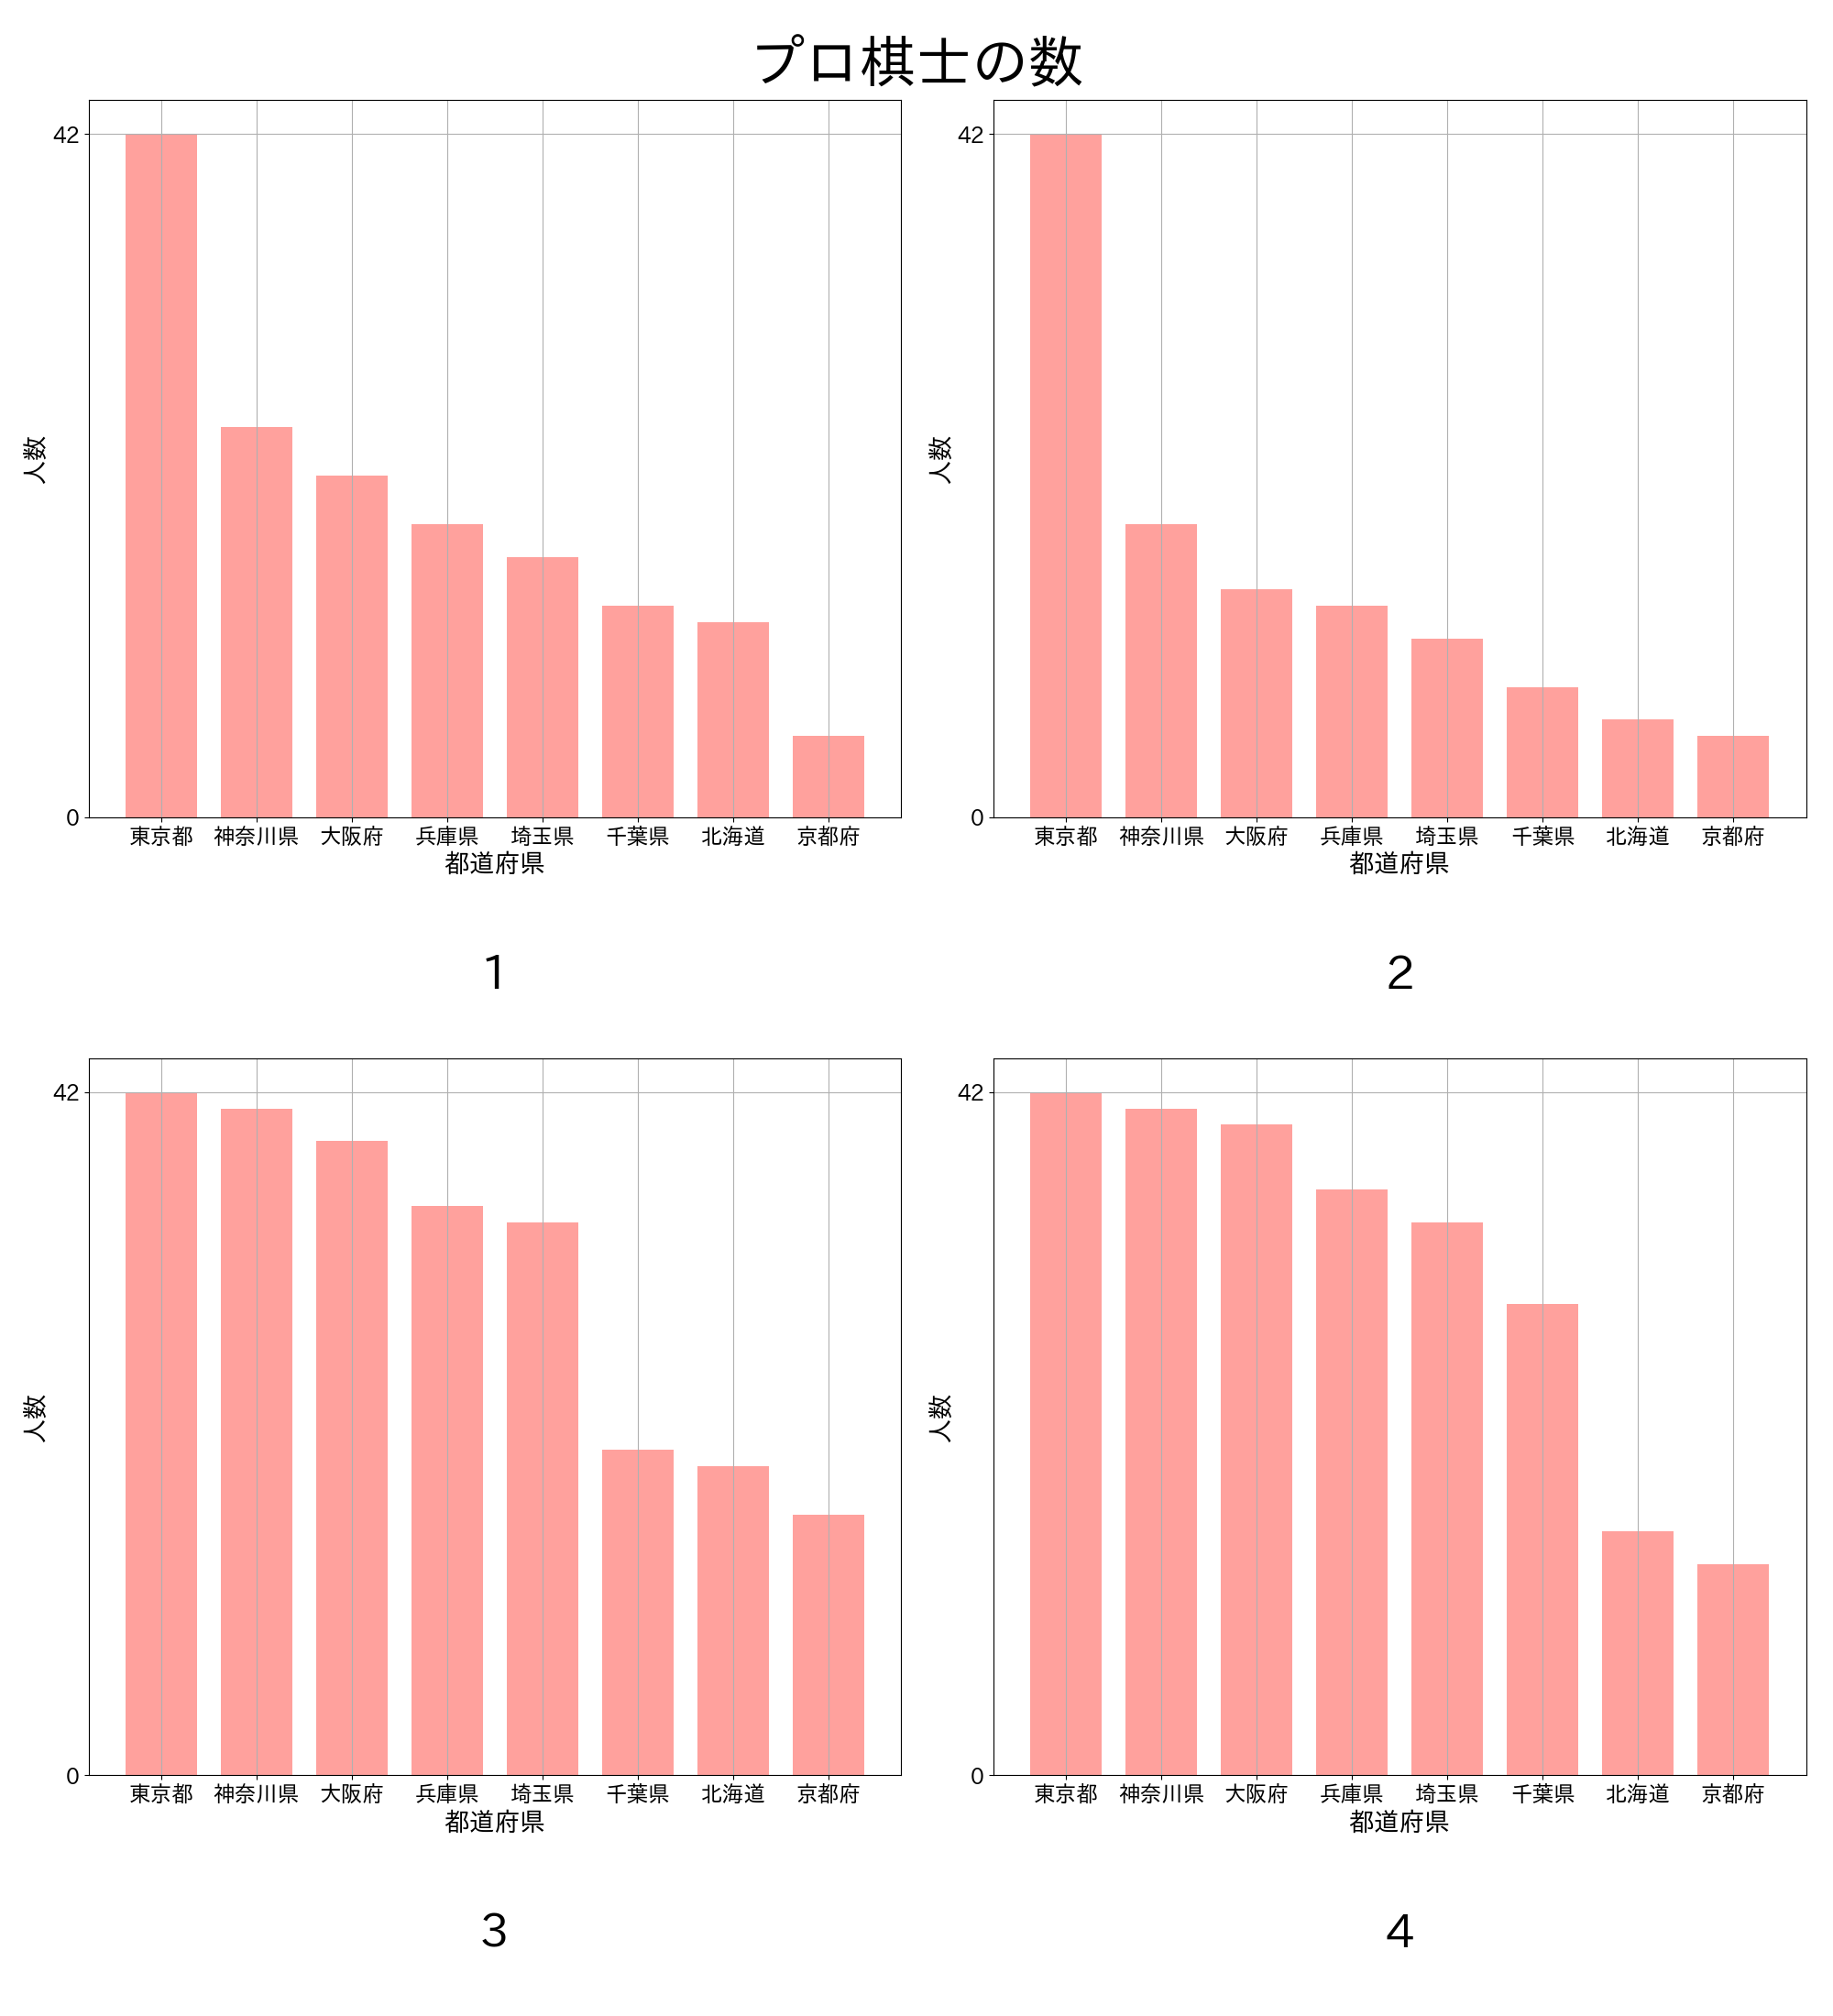 プロ棋士の数
42
0
人数
東京都 神奈川県 大阪府 兵庫県 埼玉県 千葉県 北海道 京都府
都道府県
1
42
0
人数
東京都 神奈川県 大阪府 兵庫県 埼玉県 千葉県 北海道 京都府
都道府県
2
42
0
人数
東京都 神奈川県 大阪府 兵庫県 埼玉県 千葉県 北海道 京都府
都道府県
3
42
0
人数
東京都 神奈川県 大阪府 兵庫県 埼玉県 千葉県 北海道 京都府
都道府県
4